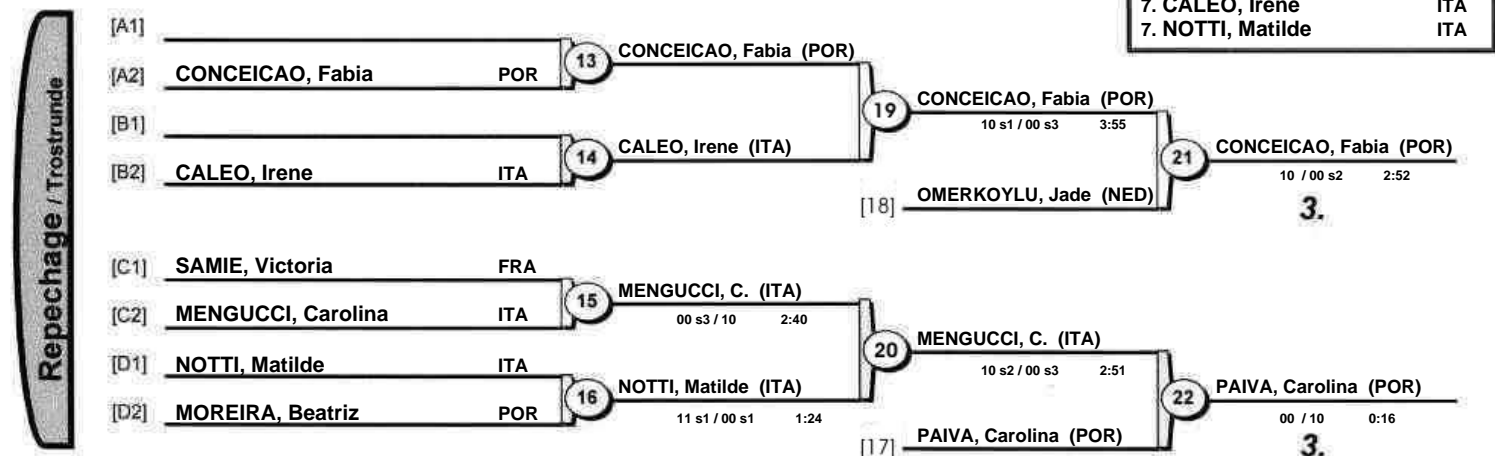 7. CALEO, Irene ITA
7. NOTTI, Matilde ITA
Repechage / Trostrunde
[A1]
[A2] CONCEICAO, Fabia POR
13
CONCEICAO, Fabia (POR)
[B1]
[B2] CALEO, Irene ITA
14
CALEO, Irene (ITA)
19
CONCEICAO, Fabia (POR)
10 s1 / 00 s3 3:55
[18] OMERKOYLU, Jade (NED)
21
CONCEICAO, Fabia (POR)
10 / 00 s2 2:52
3.
[C1] SAMIE, Victoria FRA
[C2] MENGUCCI, Carolina ITA
15
MENGUCCI, C. (ITA)
00 s3 / 10 2:40
[D1] NOTTI, Matilde ITA
[D2] MOREIRA, Beatriz POR
16
NOTTI, Matilde (ITA)
11 s1 / 00 s1 1:24
20
MENGUCCI, C. (ITA)
10 s2 / 00 s3 2:51
[17] PAIVA, Carolina (POR)
22
PAIVA, Carolina (POR)
00 / 10 0:16
3.